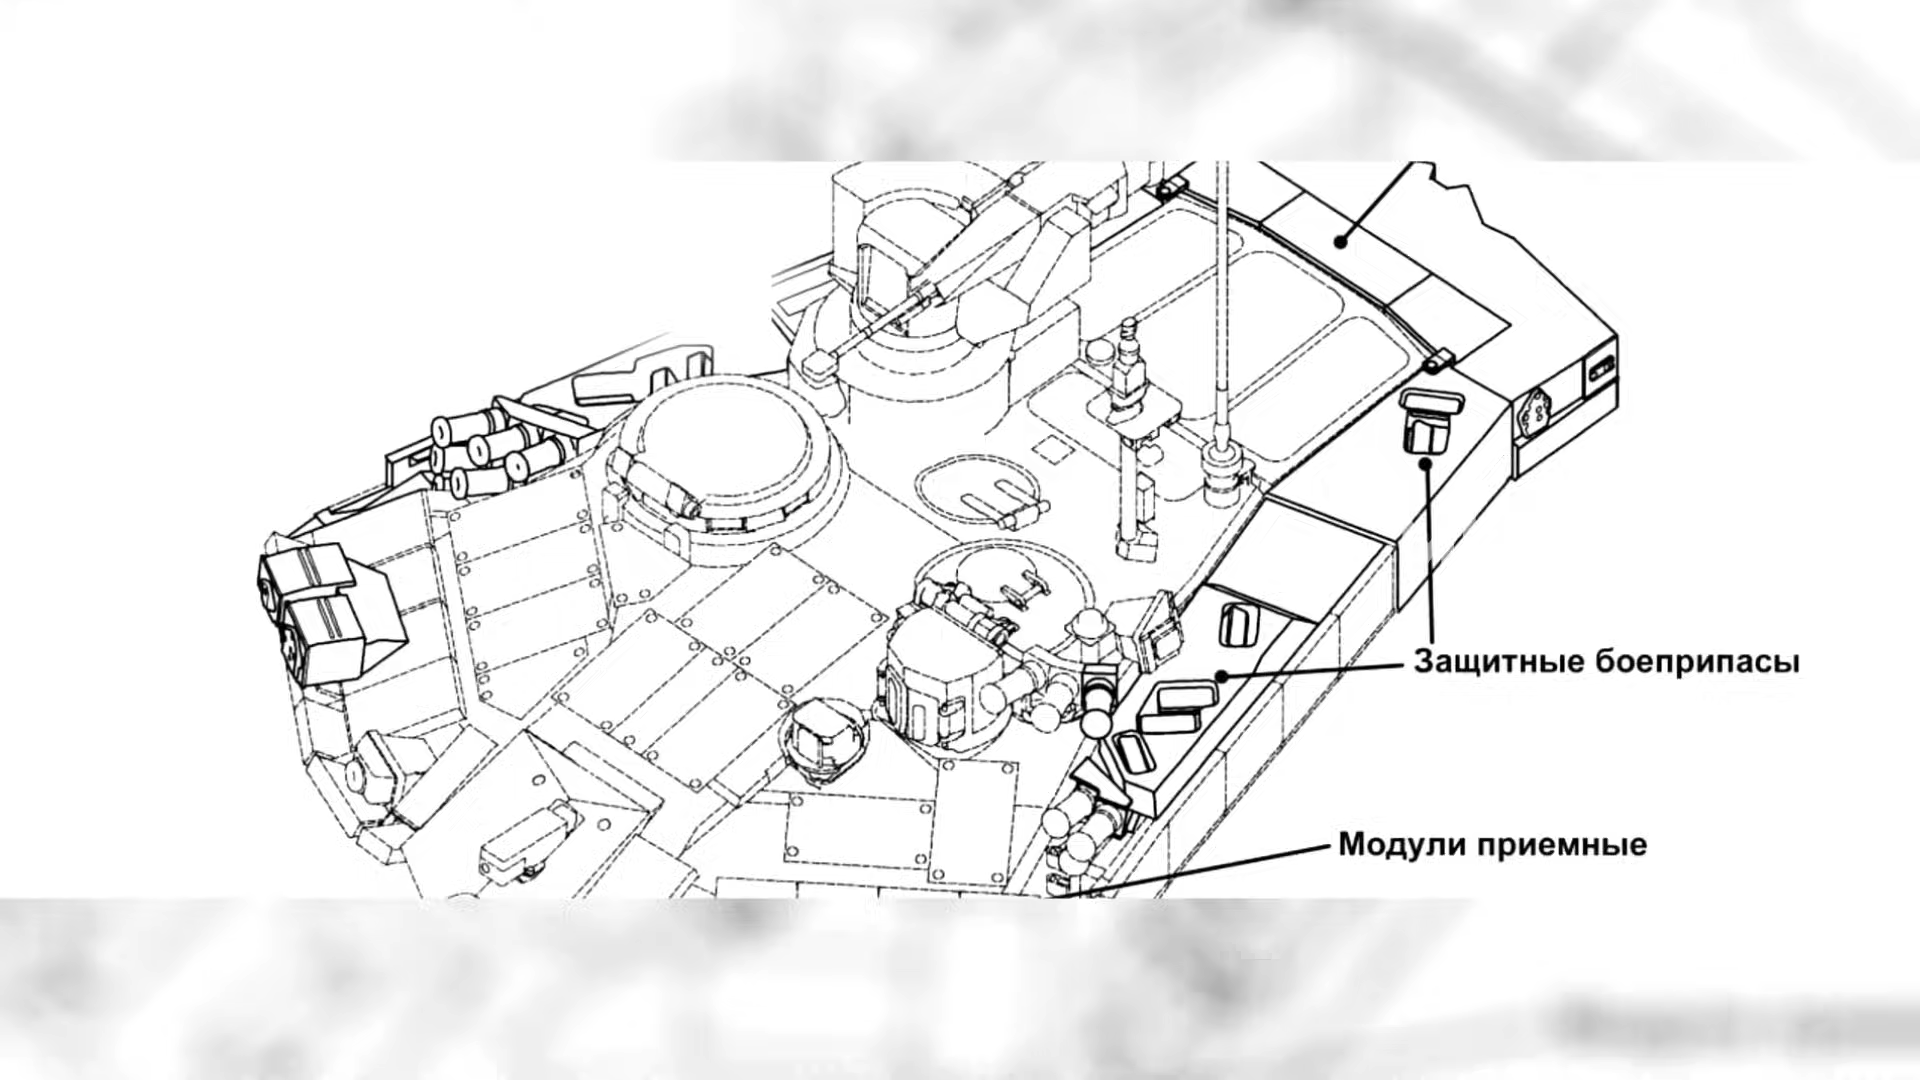 Защитные боеприпасы
Модули приемные